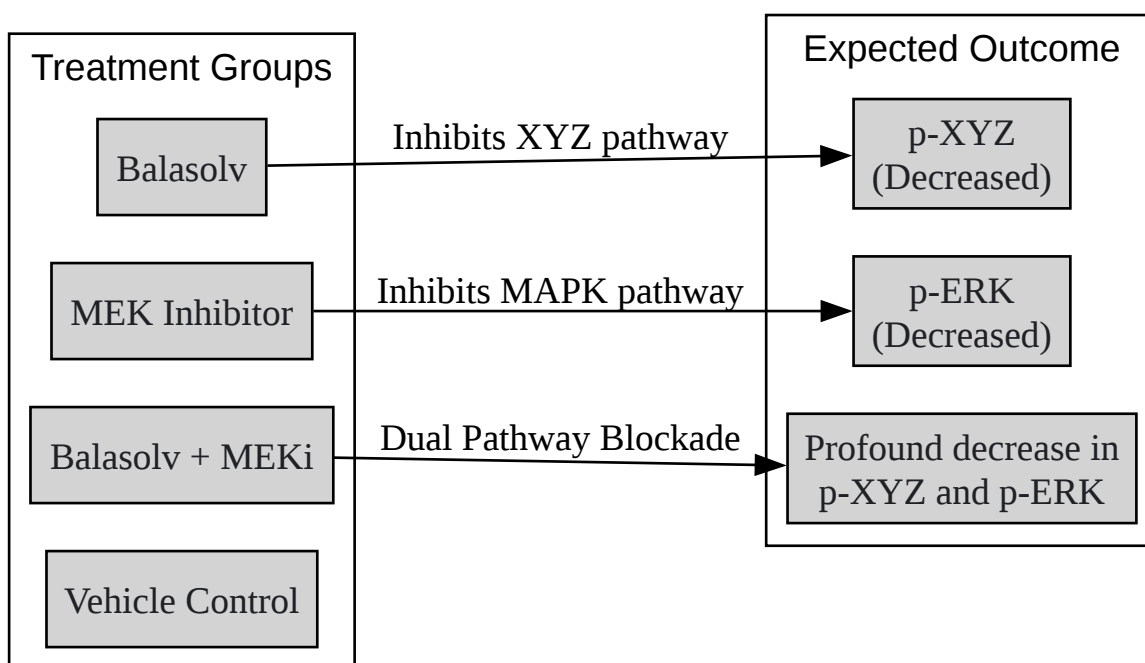 Treatment Groups
Expected Outcome
Balasolv
Inhibits XYZ pathway
p-XYZ
(Decreased)
MEK Inhibitor
Inhibits MAPK pathway
p-ERK
(Decreased)
Balasolv + MEKi
Dual Pathway Blockade
Profound decrease in
p-XYZ and p-ERK
Vehicle Control